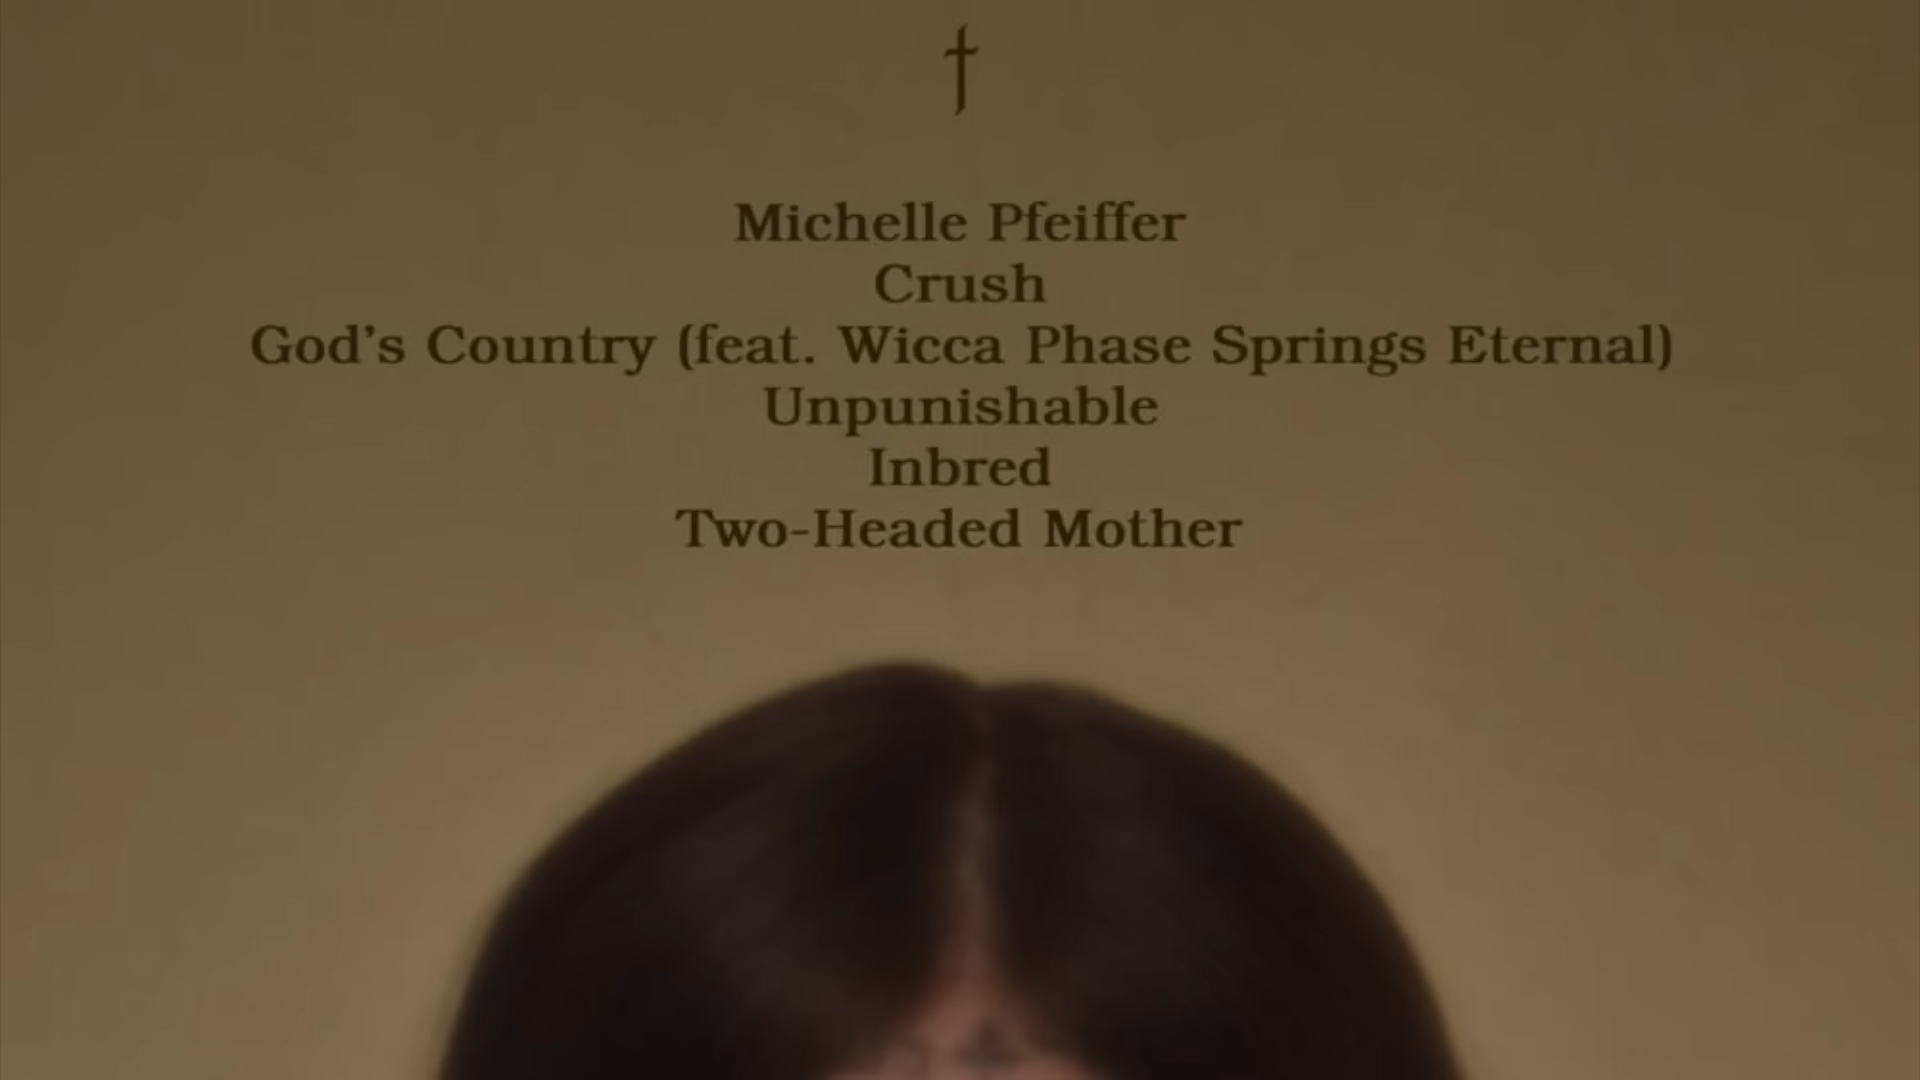 Michelle Pfeiffer
Crush
God’s Country (feat. Wicca Phase Springs Eternal)
Unpunishable
Inbred
Two-Headed Mother